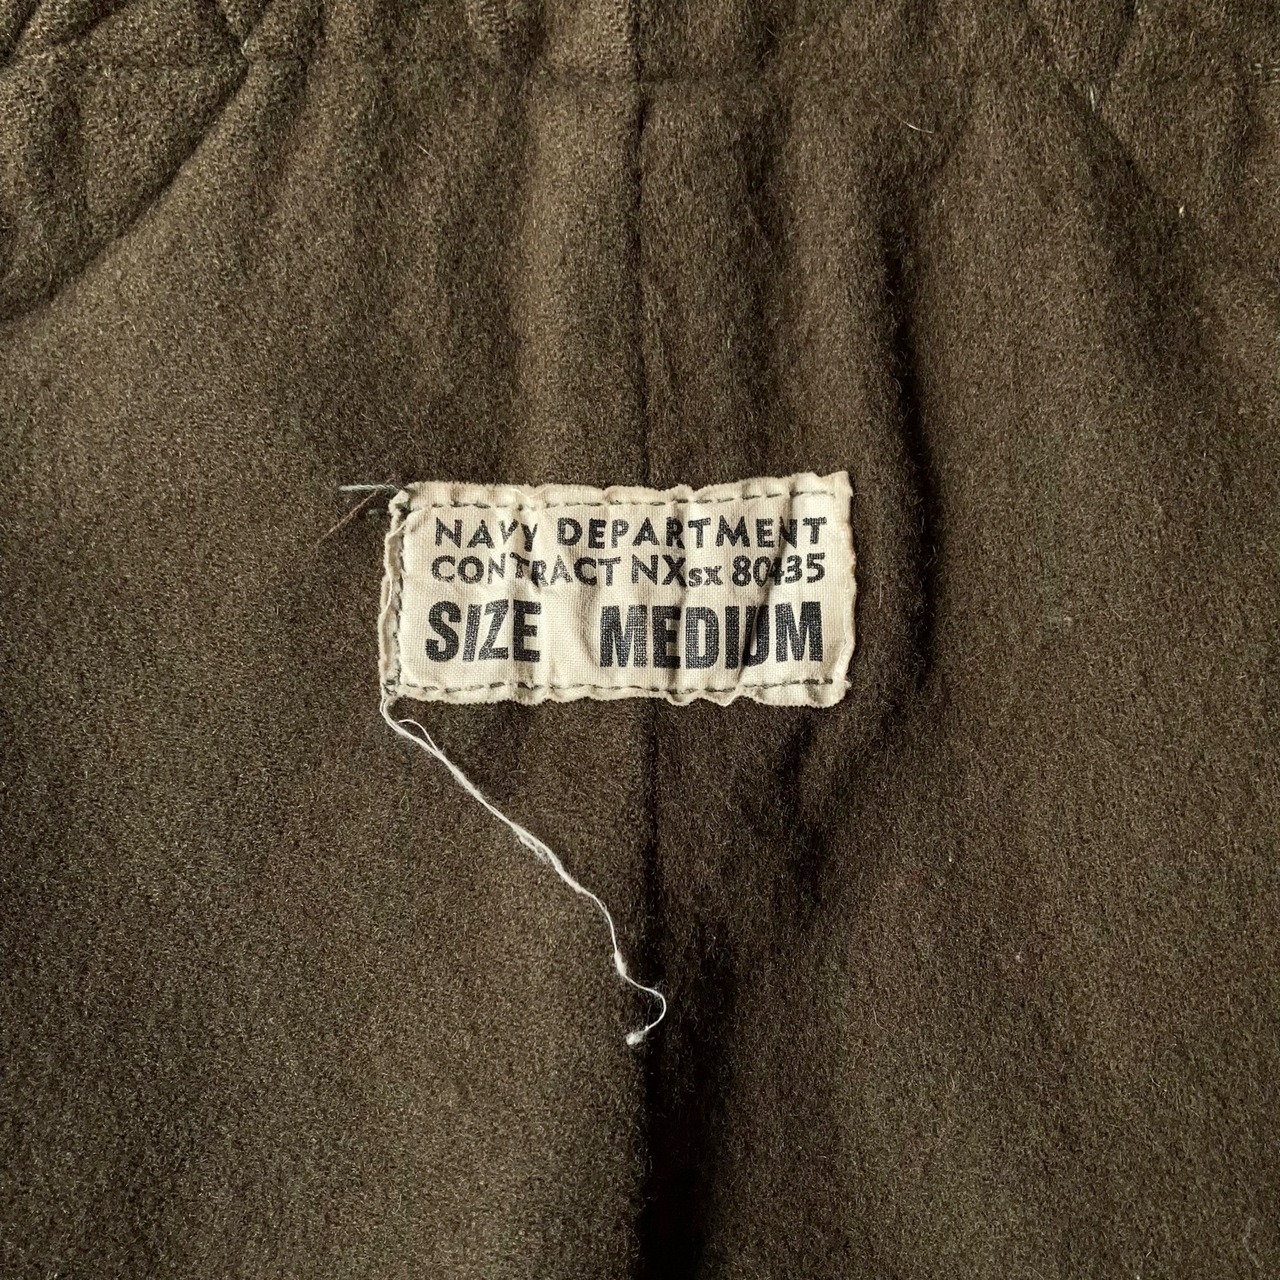 NAVY DEPARTMENT
CONTRACT NXsx 80435
SIZE MEDIUM